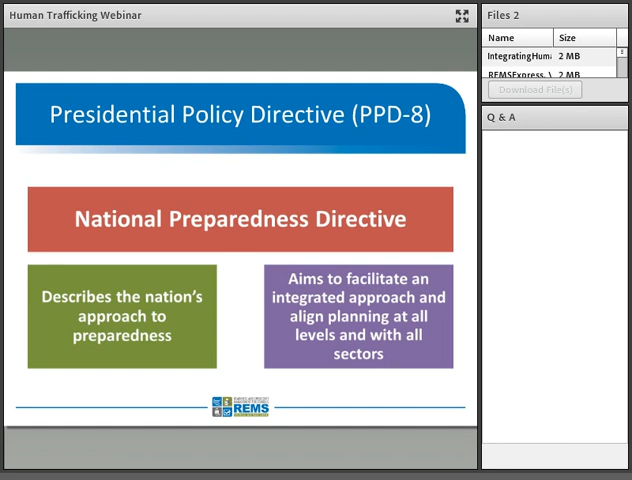 Human Trafficking Webinar
Presidential Policy Directive (PPD-8)
National Preparedness Directive
Describes the nation's
approach to
preparedness
Aims to facilitate an
integrated approach and
align planning at all
levels and with all
sectors
REMS
Files 2
Name Size
IntegratingHuma 2 MB
REMSExpress. 2 MB
Download File(s)
Q & A